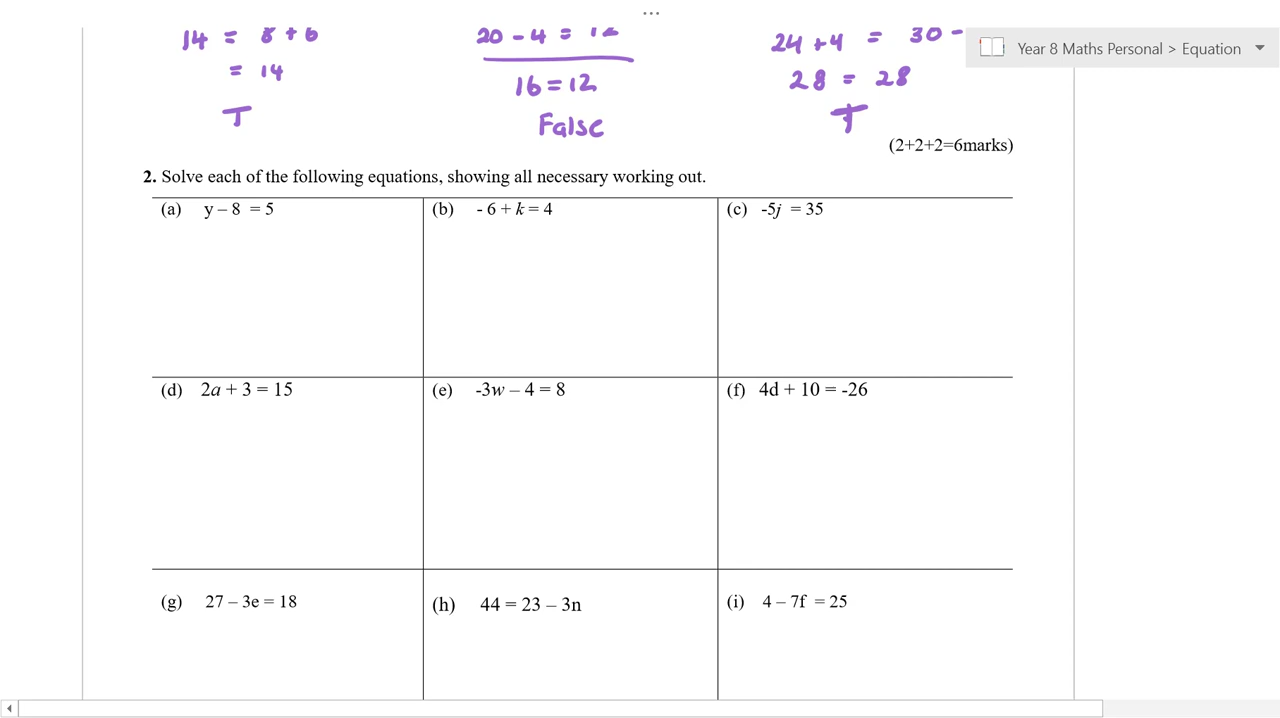 ...
14 = 8 + 6
= 14
T
20 - 4 = 12
16 = 12
False
24 + 4 = 30 -
28 = 28
T
Year 8 Maths Personal > Equation
(2+2+2=6marks)
2. Solve each of the following equations, showing all necessary working out.
(a) y – 8 = 5
(b) - 6 + k = 4
(c) -5j = 35
(d) 2a + 3 = 15
(e) -3w – 4 = 8
(f) 4d + 10 = -26
(g) 27 – 3e = 18
(h) 44 = 23 – 3n
(i) 4 – 7f = 25